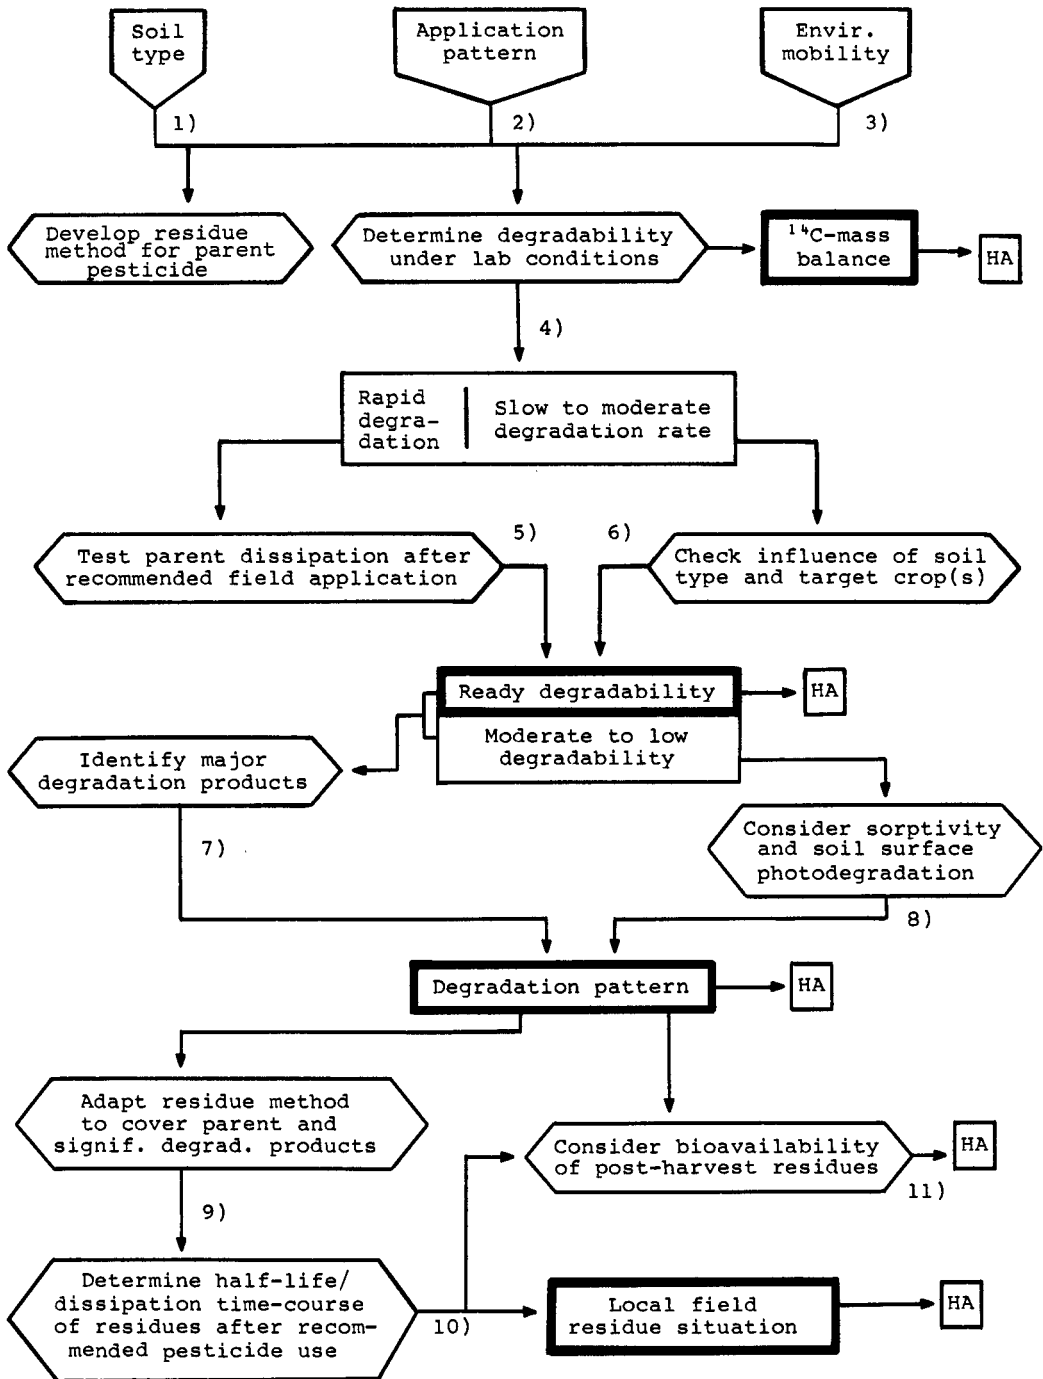 Soil
type
Application
pattern
Envir.
mobility
1)
2)
3)
Develop residue
method for parent
pesticide
Determine degradability
under lab conditions
¹⁴C-mass
balance
HA
4)
Rapid
degra-
dation
Slow to moderate
degradation rate
5)
6)
Test parent dissipation after
recommended field application
Check influence of soil
type and target crop(s)
Ready degradability
HA
Moderate to low
degradability
Identify major
degradation products
7)
Consider sorptivity
and soil surface
photodegradation
8)
Degradation pattern
HA
Adapt residue method
to cover parent and
signif. degrad. products
Consider bioavailability
of post-harvest residues
HA
11)
9)
Determine half-life/
dissipation time-course
of residues after recom-
mended pesticide use
10)
Local field
residue situation
HA